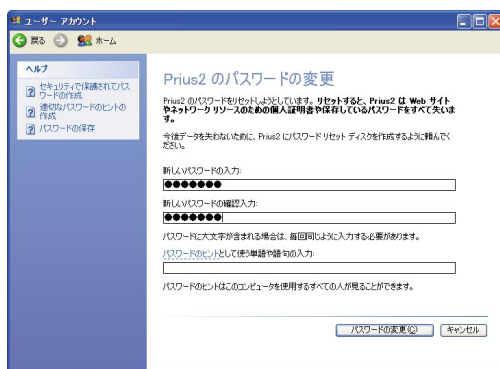 ユーザー アカウント
戻る ホーム
ヘルプ
セキュリティで保護されたパス
ワードの作成
適切なパスワードのヒントの
作成
パスワードの保存
Prius2 のパスワードの変更
Prius2 のパスワードをリセットしようとしています。リセットすると、Prius2 は Web サイト
やネットワーク リソースのための個人証明書や保存しているパスワードをすべて失いま
す。
今後データを失わないために、Prius2 にパスワード リセット ディスクを作成するように頼んでく
ださい。
新しいパスワードの入力:
●●●●●●●
新しいパスワードの確認入力:
●●●●●●●
パスワードに大文字が含まれる場合は、毎回同じように入力する必要があります。
パスワードのヒントとして使う単語や語句の入力:
パスワードのヒントはこのコンピュータを使用するすべての人が見ることができます。
パスワードの変更(C) キャンセル